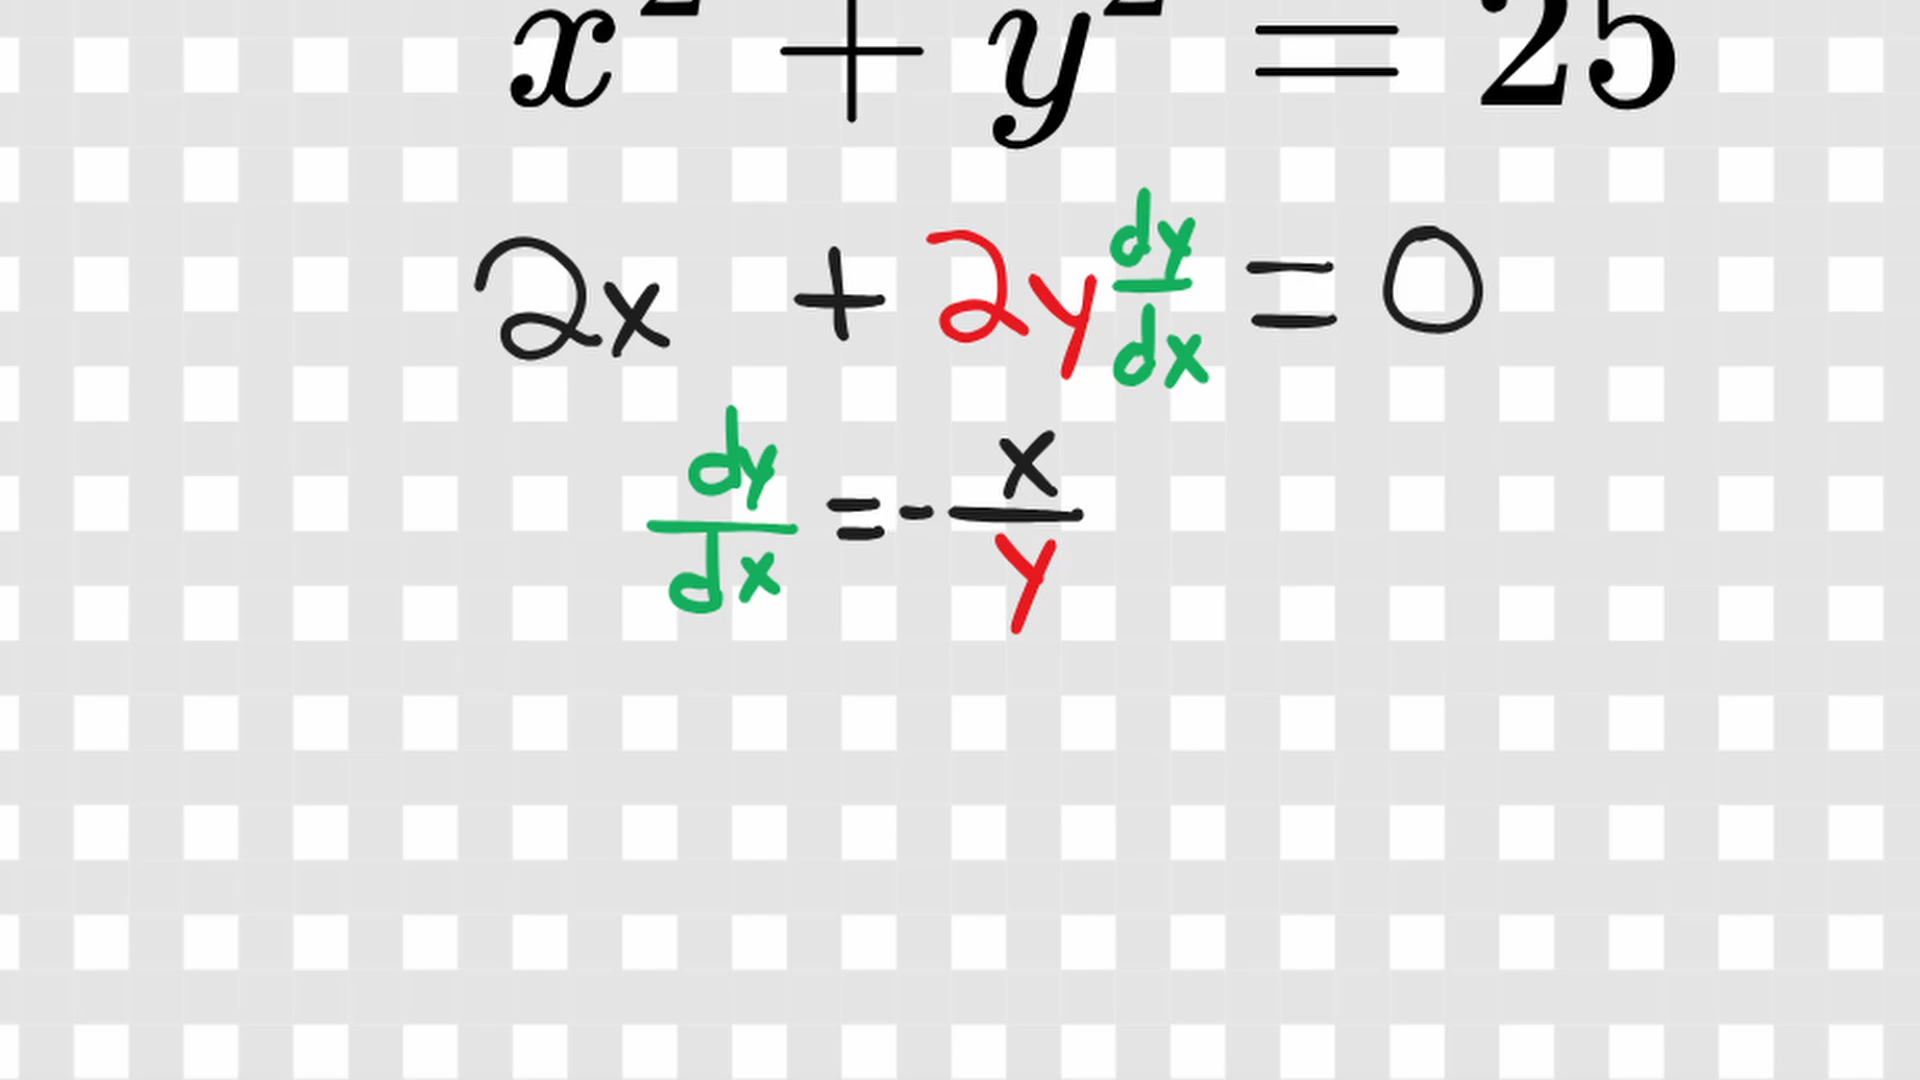 x² + y² = 25
2x + 2y dy/dx = 0
dy/dx = - x/y